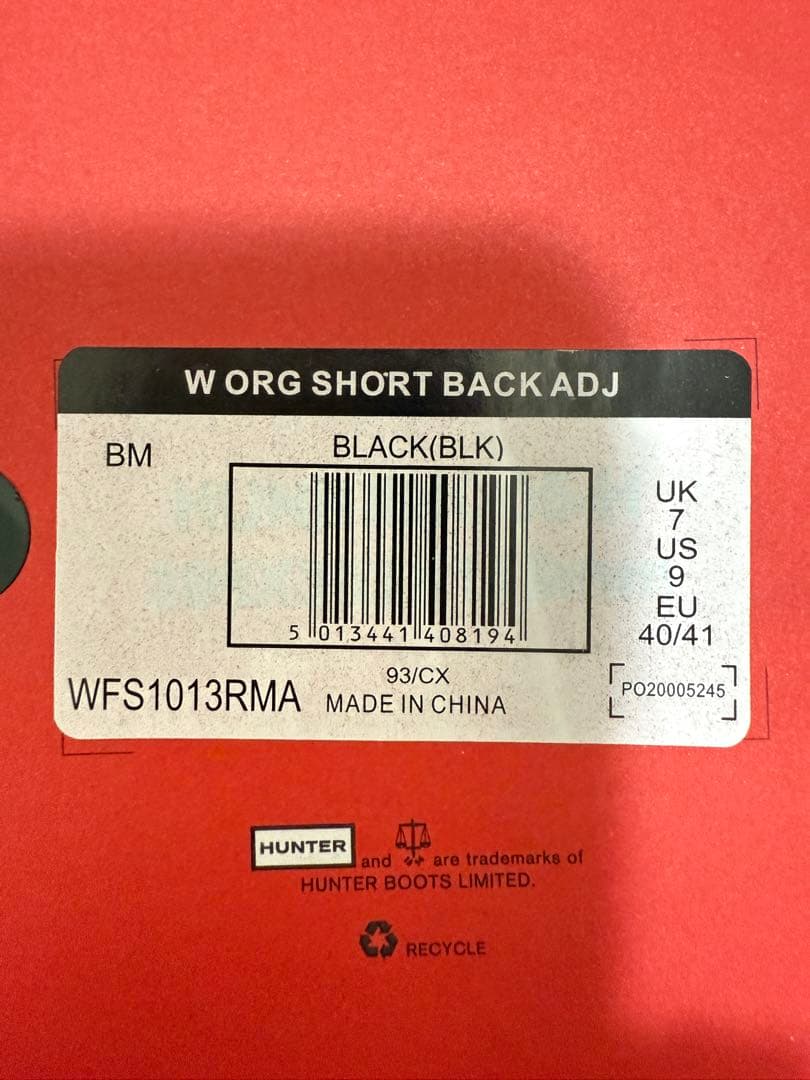 W ORG SHORT BACK ADJ
BM
BLACK(BLK)
5 013441 408194
UK
7
US
9
EU
40/41
93/CX
WFS1013RMA
MADE IN CHINA
PO20005245
HUNTER and are trademarks of
HUNTER BOOTS LIMITED.
RECYCLE